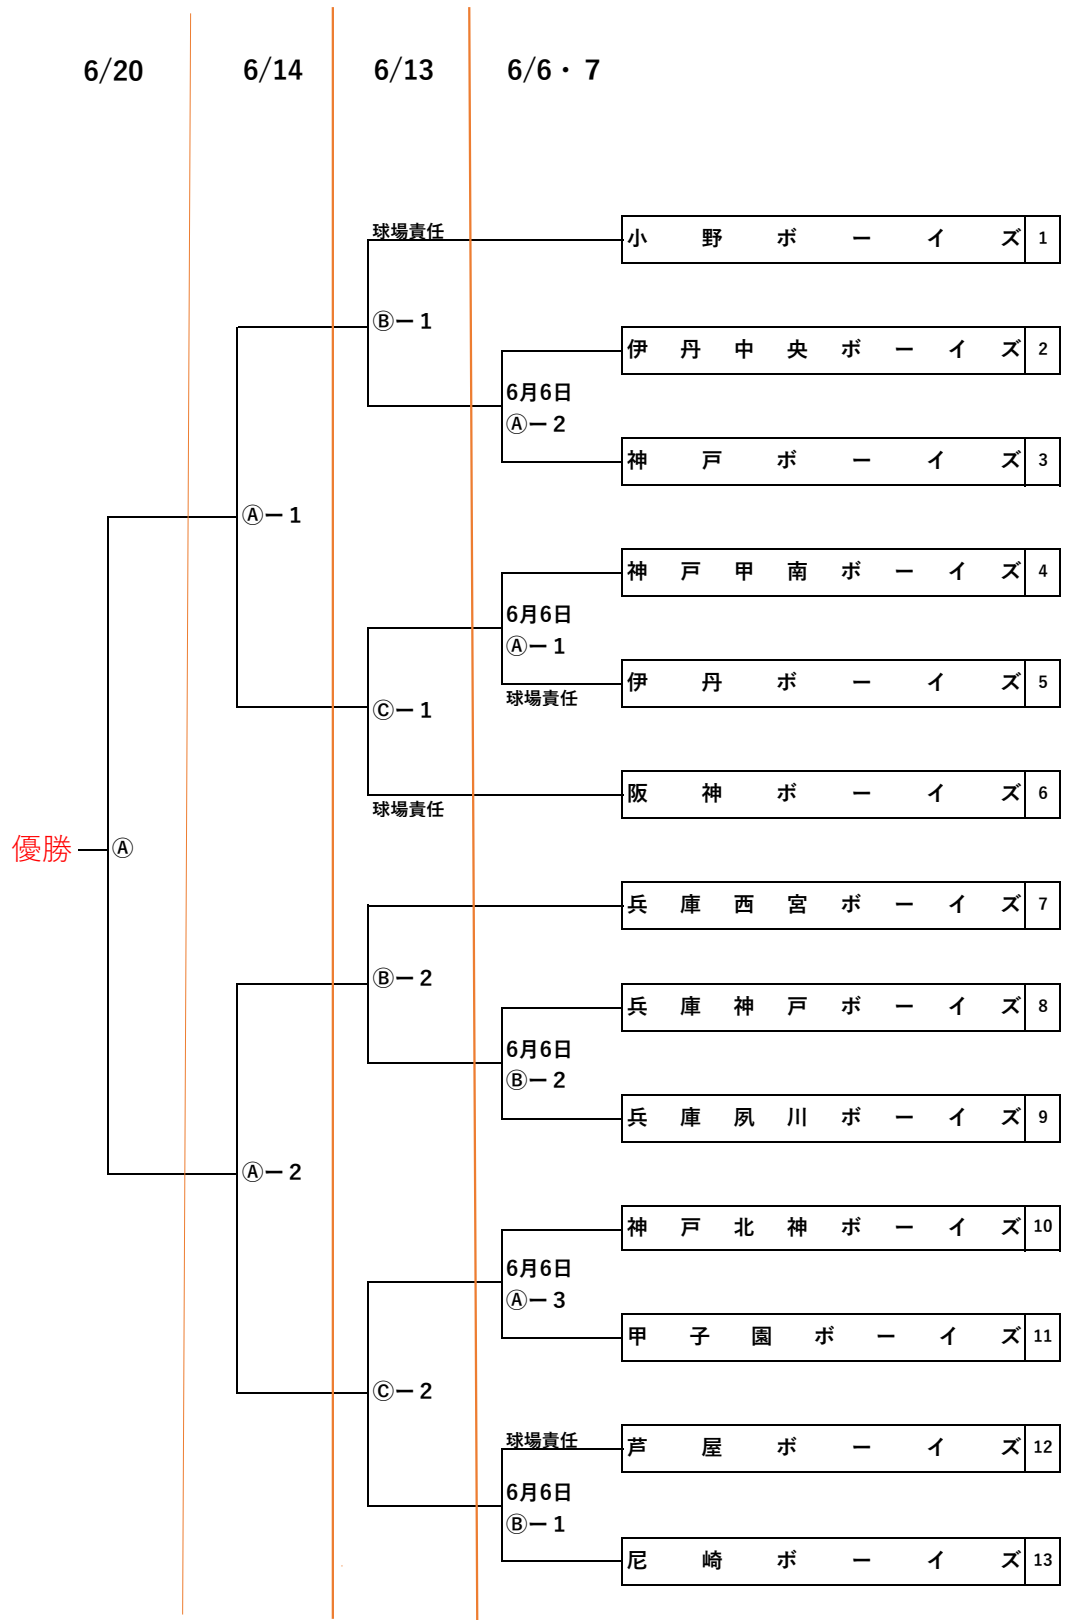 6/20 6/14 6/13 6/6・7
球場責任
小野ボーイズ 1
Ⓑー1
伊丹中央ボーイズ 2
6月6日
Ⓐー2
神戸ボーイズ 3
Ⓐー1
神戸甲南ボーイズ 4
6月6日
Ⓐー1
伊丹ボーイズ 5
球場責任
Ⓒー1
阪神ボーイズ 6
球場責任
優勝 Ⓐ
兵庫西宮ボーイズ 7
Ⓑー2
兵庫神戸ボーイズ 8
6月6日
Ⓑー2
兵庫夙川ボーイズ 9
Ⓐー2
神戸北神ボーイズ 10
6月6日
Ⓐー3
甲子園ボーイズ 11
Ⓒー2
球場責任
芦屋ボーイズ 12
6月6日
Ⓑー1
尼崎ボーイズ 13